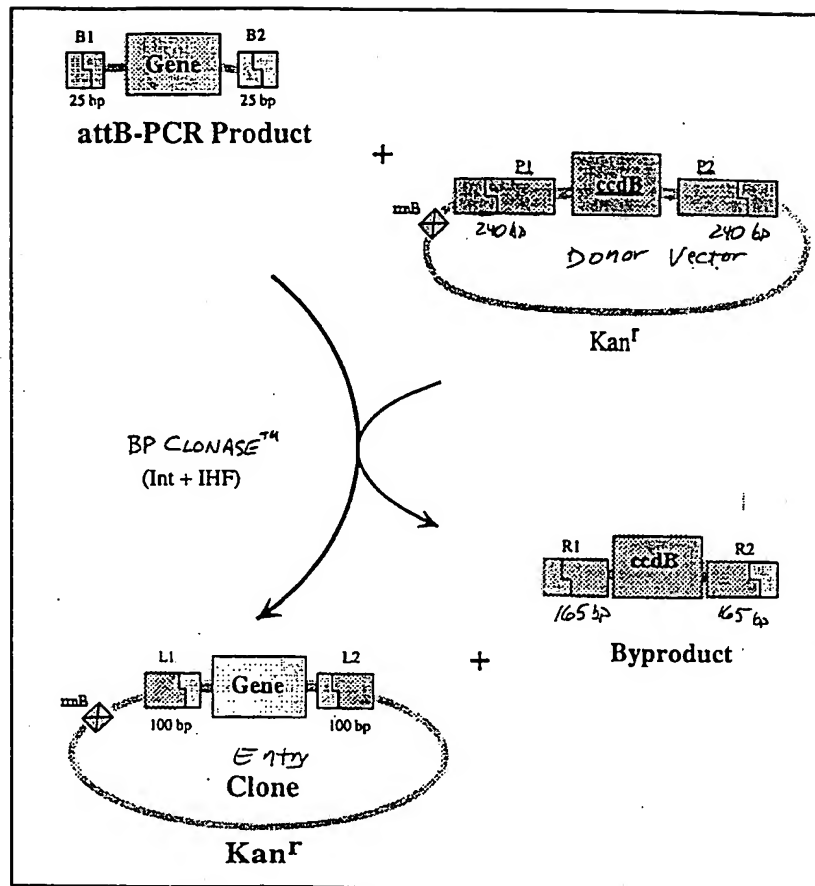 B1 B2
Gene
25 bp 25 bp
attB-PCR Product
+
P1 P2
ccdB
rrnB
240 bp 240 bp
Donor Vector
Kanʳ
BP CLONASE™
(Int + IHF)
R1 R2
ccdB
165 bp 165 bp
Byproduct
+
L1 L2
Gene
rrnB
100 bp 100 bp
Entry
Clone
Kanʳ